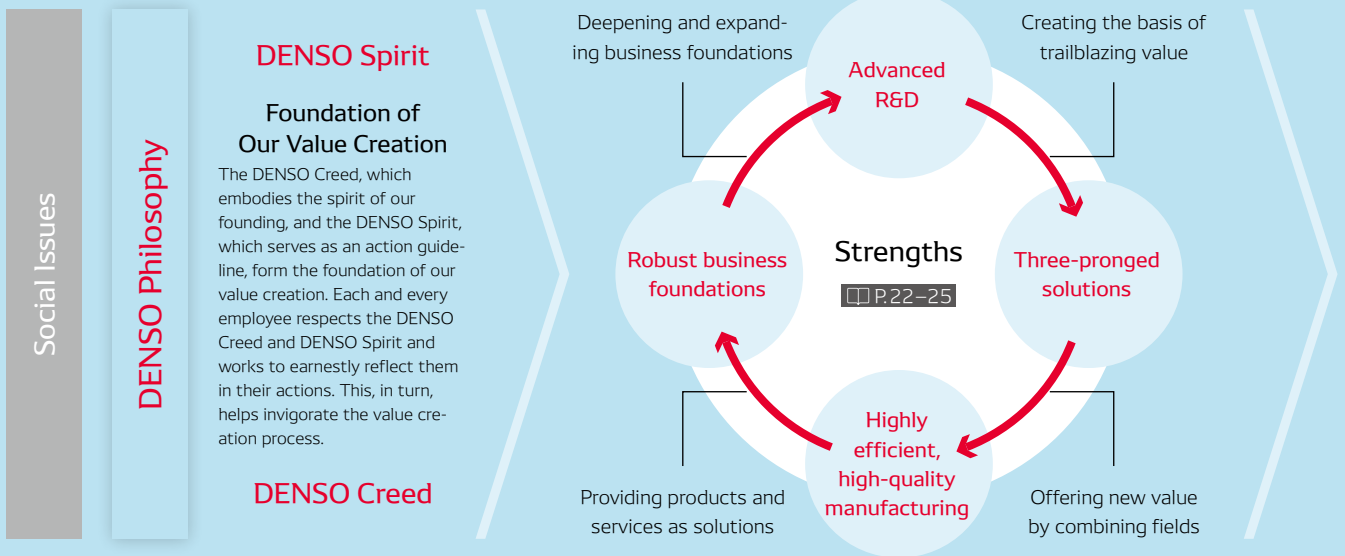 Social Issues
DENSO Philosophy
DENSO Spirit
Foundation of
Our Value Creation
The DENSO Creed, which
embodies the spirit of our
founding, and the DENSO Spirit,
which serves as an action guide-
line, form the foundation of our
value creation. Each and every
employee respects the DENSO
Creed and DENSO Spirit and
works to earnestly reflect them
in their actions. This, in turn,
helps invigorate the value cre-
ation process.
DENSO Creed
Deepening and expand-
ing business foundations
Advanced
R&D
Creating the basis of
trailblazing value
Robust business
foundations
Strengths
P.22–25
Three-pronged
solutions
Providing products and
services as solutions
Highly
efficient,
high-quality
manufacturing
Offering new value
by combining fields